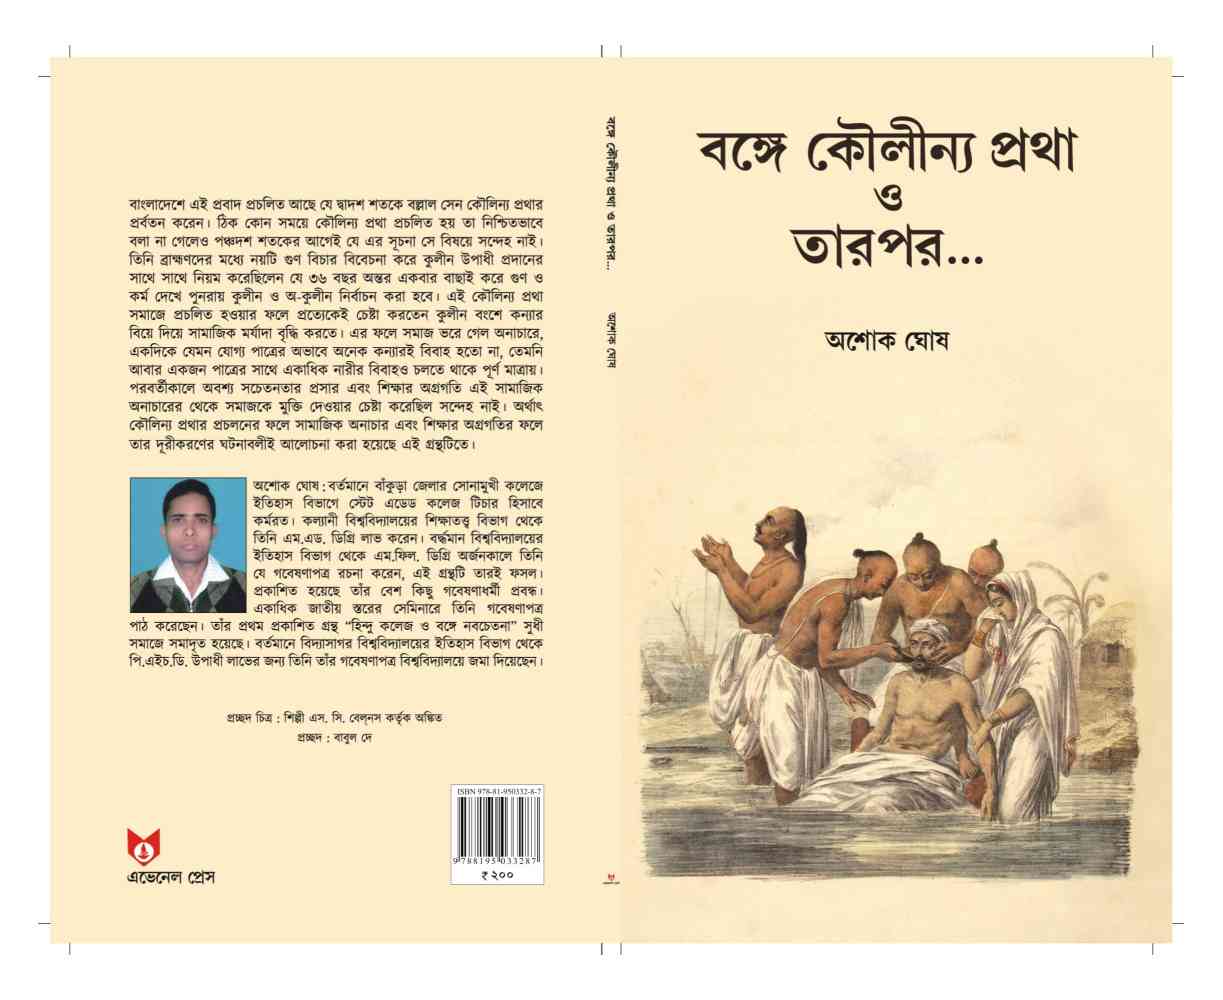 বাংলাদেশে এই প্রবাদ প্রচলিত আছে যে দ্বাদশ শতকে বল্লাল সেন কৌলিন্য প্রথার
প্রর্বতন করেন। ঠিক কোন সময়ে কৌলিন্য প্রথা প্রচলিত হয় তা নিশ্চিতভাবে
বলা না গেলেও পঞ্চদশ শতকের আগেই যে এর সূচনা সে বিষয়ে সন্দেহ নাই।
তিনি ব্রাহ্মণদের মধ্যে নয়টি গুণ বিচার বিবেচনা করে কুলীন উপাধী প্রদানের
সাথে সাথে নিয়ম করেছিলেন যে ৩৬ বছর অন্তর একবার বাছাই করে গুণ ও
কর্ম দেখে পুনরায় কুলীন ও অ-কুলীন নির্বাচন করা হবে। এই কৌলিন্য প্রথা
সমাজে প্রচলিত হওয়ার ফলে প্রত্যেকেই চেষ্টা করতেন কুলীন বংশে কন্যার
বিয়ে দিয়ে সামাজিক মর্যাদা বৃদ্ধি করতে। এর ফলে সমাজ ভরে গেল অনাচারে,
একদিকে যেমন যোগ্য পাত্রের অভাবে অনেক কন্যারই বিবাহ হতো না, তেমনি
আবার একজন পাত্রের সাথে একাধিক নারীর বিবাহও চলতে থাকে পূর্ণ মাত্রায়।
পরবর্তীকালে অবশ্য সচেতনতার প্রসার এবং শিক্ষার অগ্রগতি এই সামাজিক
অনাচারের থেকে সমাজকে মুক্তি দেওয়ার চেষ্টা করেছিল সন্দেহ নাই। অর্থাৎ
কৌলিন্য প্রথার প্রচলনের ফলে সামাজিক অনাচার এবং শিক্ষার অগ্রগতির ফলে
তার দূরীকরণের ঘটনাবলীই আলোচনা করা হয়েছে এই গ্রন্থটিতে।
অশোক ঘোষ : বর্তমানে বাঁকুড়া জেলার সোনামুখী কলেজে
ইতিহাস বিভাগে স্টেট এডেড কলেজ টিচার হিসাবে
কর্মরত। কল্যানী বিশ্ববিদ্যালয়ের শিক্ষাতত্ত্ব বিভাগ থেকে
তিনি এম.এড. ডিগ্রি লাভ করেন। বর্দ্ধমান বিশ্ববিদ্যালয়ের
ইতিহাস বিভাগ থেকে এম.ফিল. ডিগ্রি অর্জনকালে তিনি
যে গবেষণাপত্র রচনা করেন, এই গ্রন্থটি তারই ফসল।
প্রকাশিত হয়েছে তাঁর বেশ কিছু গবেষণাধর্মী প্রবন্ধ।
একাধিক জাতীয় স্তরের সেমিনারে তিনি গবেষণাপত্র
পাঠ করেছেন। তাঁর প্রথম প্রকাশিত গ্রন্থ “হিন্দু কলেজ ও বঙ্গে নবচেতনা” সুধী
সমাজে সমাদৃত হয়েছে। বর্তমানে বিদ্যাসাগর বিশ্ববিদ্যালয়ের ইতিহাস বিভাগ থেকে
পি.এইচ.ডি. উপাধী লাভের জন্য তিনি তাঁর গবেষণাপত্র বিশ্ববিদ্যালয়ে জমা দিয়েছেন।
প্রচ্ছদ চিত্র : শিল্পী এস. সি. বেল্‌নস কর্তৃক অঙ্কিত
প্রচ্ছদ : বাবুল দে
এভেনেল প্রেস
ISBN 978-81-950332-8-7
9 788195 033287
₹ ২০০
বঙ্গে কৌলীন্য প্রথা ও তারপর... অশোক ঘোষ
বঙ্গে কৌলীন্য প্রথা
ও
তারপর...
অশোক ঘোষ